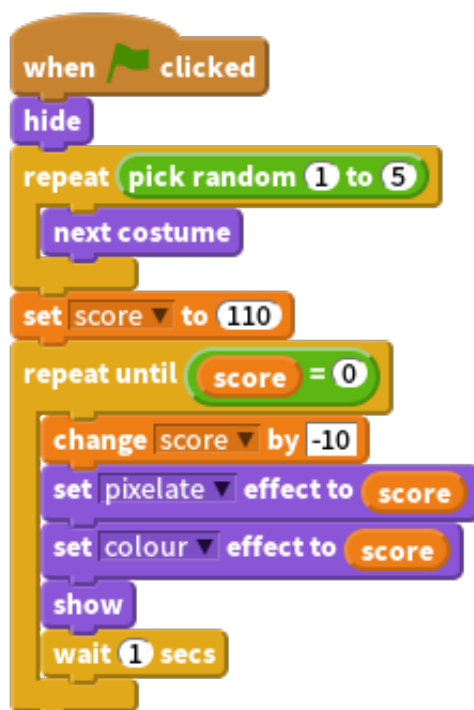 when clicked
hide
repeat pick random 1 to 5
next costume
set score to 110
repeat until score = 0
change score by -10
set pixelate effect to score
set colour effect to score
show
wait 1 secs